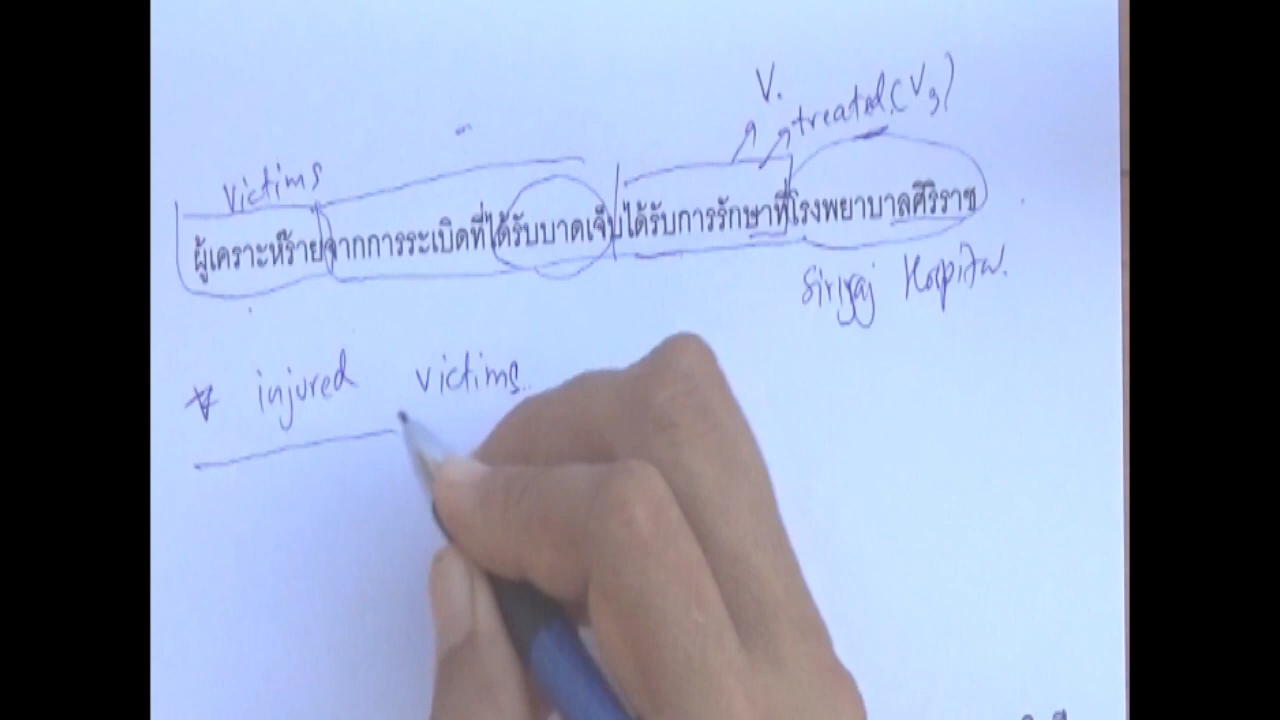 V.
treated.(V3)
victims
ผู้เคราะห์ร้ายจากการระเบิดที่ได้รับบาดเจ็บได้รับการรักษาที่โรงพยาบาลศิริราช
Siriraj Hospital.
injured victims